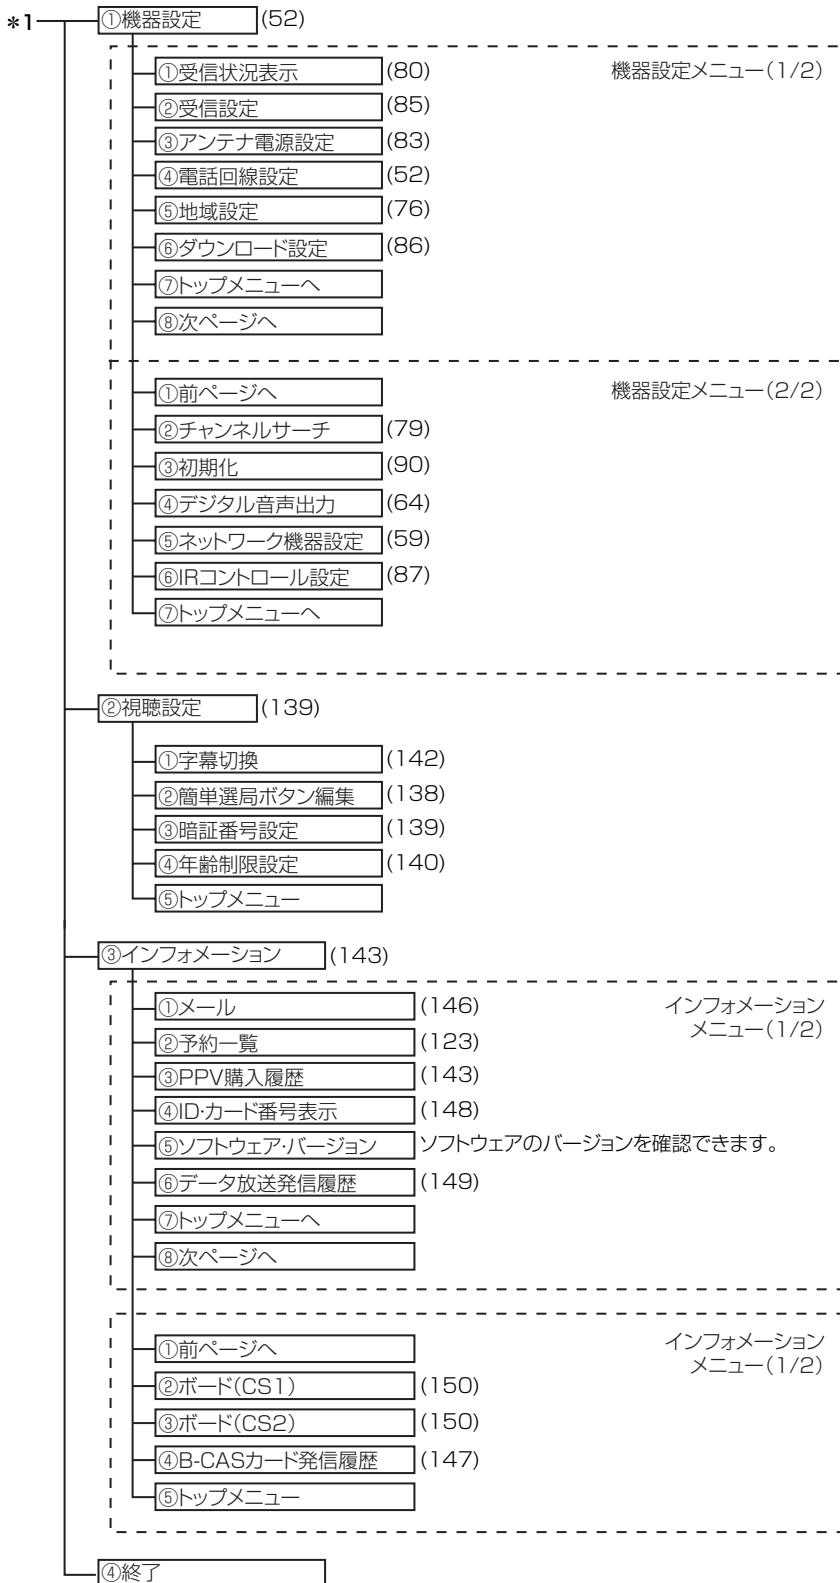 *1 ①機器設定 (52)
①受信状況表示 (80) 機器設定メニュー(1/2)
②受信設定 (85)
③アンテナ電源設定 (83)
④電話回線設定 (52)
⑤地域設定 (76)
⑥ダウンロード設定 (86)
⑦トップメニューへ
⑧次ページへ
①前ページへ 機器設定メニュー(2/2)
②チャンネルサーチ (79)
③初期化 (90)
④デジタル音声出力 (64)
⑤ネットワーク機器設定 (59)
⑥IRコントロール設定 (87)
⑦トップメニューへ
②視聴設定 (139)
①字幕切換 (142)
②簡単選局ボタン編集 (138)
③暗証番号設定 (139)
④年齢制限設定 (140)
⑤トップメニュー
③インフォメーション (143)
①メール (146) インフォメーション
メニュー(1/2)
②予約一覧 (123)
③PPV購入履歴 (143)
④ID･カード番号表示 (148)
⑤ソフトウェア･バージョン ソフトウェアのバージョンを確認できます。
⑥データ放送発信履歴 (149)
⑦トップメニューへ
⑧次ページへ
①前ページへ インフォメーション
メニュー(1/2)
②ボード(CS1) (150)
③ボード(CS2) (150)
④B-CASカード発信履歴 (147)
⑤トップメニュー
④終了